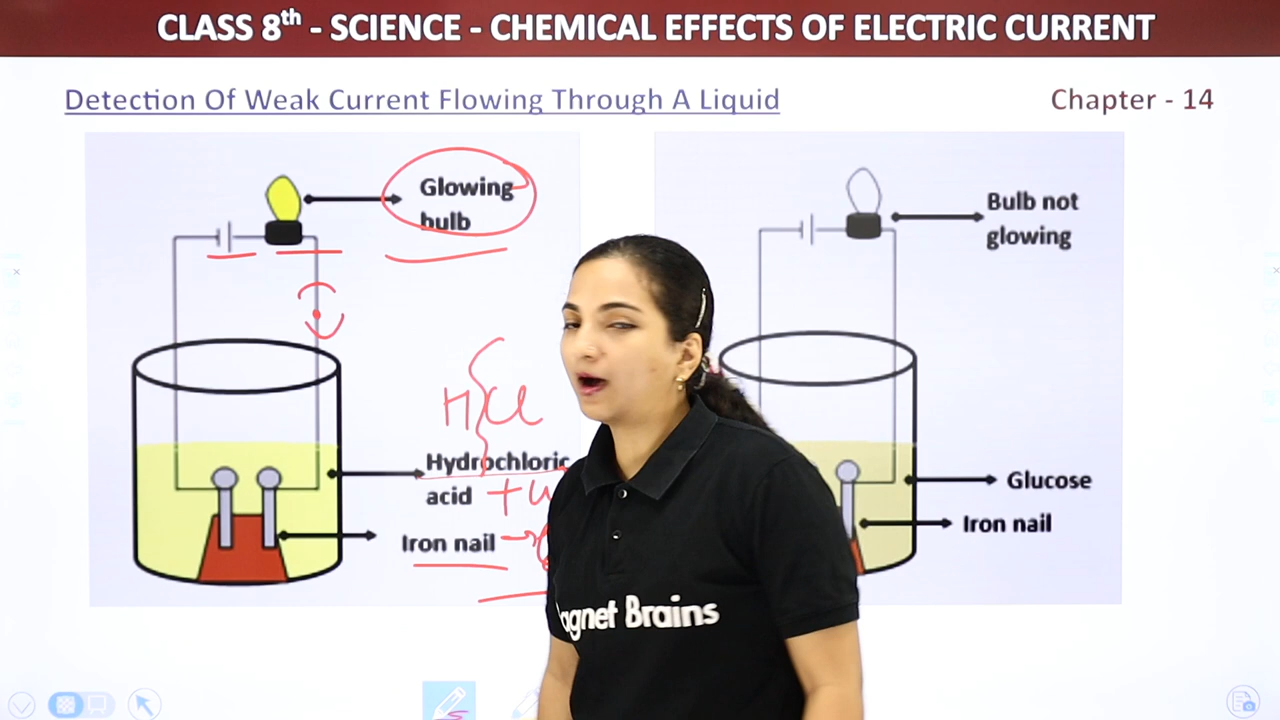 CLASS 8th - SCIENCE - CHEMICAL EFFECTS OF ELECTRIC CURRENT
Detection Of Weak Current Flowing Through A Liquid
Chapter - 14
Glowing
bulb
HCl
Hydrochloric
acid +
Iron nail
Bulb not
glowing
Glucose
Iron nail
agnet Brains